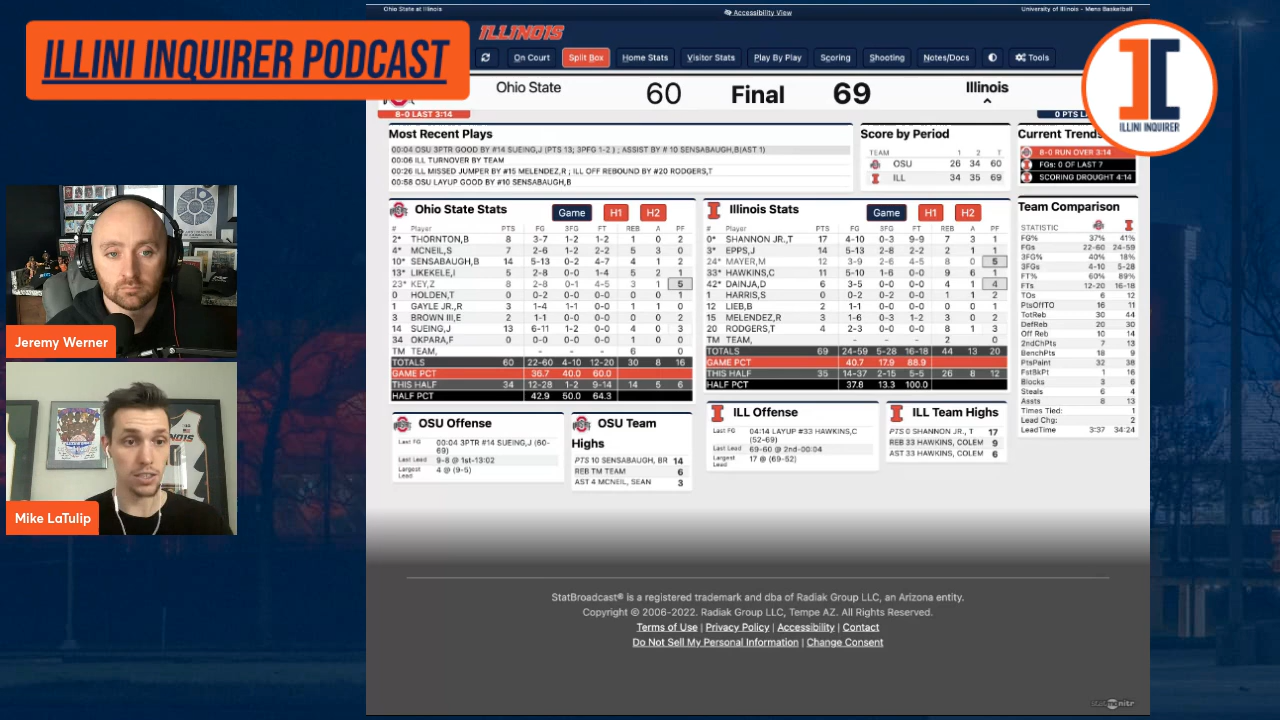 Ohio State at Illinois
Accessibility View
University of Illinois - Mens Basketball
ILLINI INQUIRER PODCAST
ILLINOIS
On Court
Split Box
Home Stats
Visitor Stats
Play By Play
Scoring
Shooting
Notes/Docs
Tools
ILLINI INQUIRER
Ohio State 60 Final 69 Illinois
8-0 LAST 3:14
Most Recent Plays
00:04 OSU 3PTR GOOD BY #14 SUEING,J (PTS 13; 3PFG 1-2 ) ; ASSIST BY # 10 SENSABAUGH,B(AST 1)
00:06 ILL TURNOVER BY TEAM
00:26 ILL MISSED JUMPER BY #15 MELENDEZ,R ; ILL OFF REBOUND BY #20 RODGERS,T
00:58 OSU LAYUP GOOD BY #10 SENSABAUGH,B
Score by Period
TEAM 1 2 T
OSU 26 34 60
ILL 34 35 69
Current Trends
8-0 RUN OVER 3:14
FGs: 0 OF LAST 7
SCORING DROUGHT 4:14
Ohio State Stats Game H1 H2
# Player PTS FG 3FG FT REB A PF
2* THORNTON,B 8 3-7 1-2 1-2 1 0 2
4* MCNEIL,S 7 2-6 1-2 2-2 5 3 0
10* SENSABAUGH,B 14 5-13 0-2 4-7 4 1 2
13* LIKEKELE,I 5 2-8 0-0 1-4 5 2 1
23* KEY,Z 8 2-8 0-1 4-5 3 1 5
0 HOLDEN,T 0 0-2 0-0 0-0 0 0 1
1 GAYLE JR.,R 3 1-4 1-1 0-0 1 1 0
3 BROWN III,E 2 1-1 0-0 0-0 1 0 2
14 SUEING,J 13 6-11 1-2 0-0 4 0 3
34 OKPARA,F 0 0-0 0-0 0-0 1 0 0
TM TEAM, - - - 6 0
TOTALS 60 22-60 4-10 12-20 30 8 16
GAME PCT 36.7 40.0 60.0
THIS HALF 34 12-28 1-2 9-14 14 5 6
HALF PCT 42.9 50.0 64.3
Illinois Stats Game H1 H2
# Player PTS FG 3FG FT REB A PF
0* SHANNON JR.,T 17 4-10 0-3 9-9 7 3 1
3* EPPS,J 14 5-13 2-8 2-2 1 1 1
24* MAYER,M 12 3-9 2-6 4-5 8 0 5
33* HAWKINS,C 11 5-10 1-6 0-0 9 6 1
42* DAINJA,D 6 3-5 0-0 0-0 4 1 4
1 HARRIS,S 0 0-2 0-2 0-0 1 1 2
12 LIEB,B 2 1-1 0-0 0-0 1 0 0
15 MELENDEZ,R 3 1-6 0-3 1-2 3 0 2
20 RODGERS,T 4 2-3 0-0 0-0 8 1 3
TM TEAM, - - - 2 0
TOTALS 69 24-59 5-28 16-18 44 13 20
GAME PCT 40.7 17.9 88.9
THIS HALF 35 14-37 2-15 5-5 26 8 12
HALF PCT 37.8 13.3 100.0
Team Comparison
STATISTIC
FG% 37% 41%
FGs 22-60 24-59
3FG% 40% 18%
3FGs 4-10 5-28
FT% 60% 89%
FTs 12-20 16-18
TOs 6 12
PtsOffTO 16 11
TotReb 30 44
DefReb 20 30
Off Reb 10 14
2ndChPts 7 13
BenchPts 18 9
PtsPaint 32 38
FstBkPt 1 16
Blocks 3 6
Steals 6 4
Assts 8 13
Times Tied: 1
Lead Chg: 2
LeadTime 3:37 34:24
OSU Offense
Last FG 00:04 3PTR #14 SUEING,J (60-69)
Last Lead 9-8 @ 1st-13:02
Largest Lead 4 @ (9-5)
OSU Team Highs
PTS 10 SENSABAUGH, BR 14
REB TM TEAM 6
AST 4 MCNEIL, SEAN 3
ILL Offense
Last FG 04:14 LAYUP #33 HAWKINS,C (52-69)
Last Lead 69-60 @ 2nd-00:04
Largest Lead 17 @ (69-52)
ILL Team Highs
PTS 0 SHANNON JR., T 17
REB 33 HAWKINS, COLEM 9
AST 33 HAWKINS, COLEM 6
Jeremy Werner
Mike LaTulip
StatBroadcast® is a registered trademark and dba of Radiak Group LLC, an Arizona entity.
Copyright © 2006-2022. Radiak Group LLC, Tempe AZ. All Rights Reserved.
Terms of Use | Privacy Policy | Accessibility | Contact
Do Not Sell My Personal Information | Change Consent